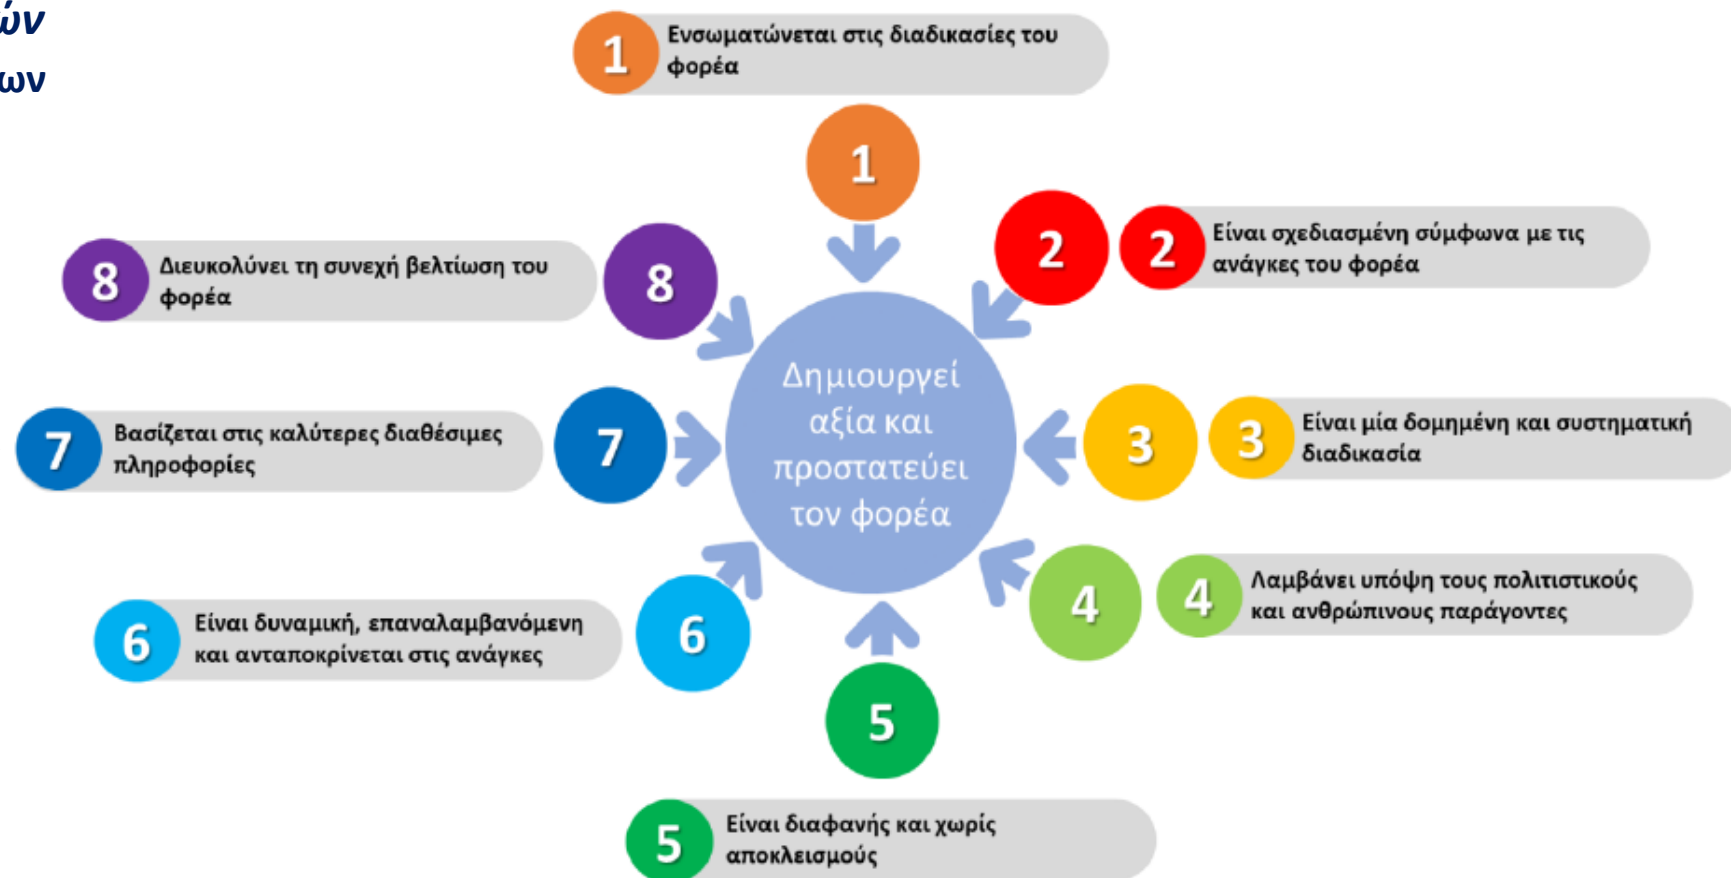 ών
ων
1
Ενσωματώνεται στις διαδικασίες του
φορέα
1
2
2
Είναι σχεδιασμένη σύμφωνα με τις
ανάγκες του φορέα
8
Διευκολύνει τη συνεχή βελτίωση του
φορέα
8
Δημιουργεί
αξία και
προστατεύει
τον φορέα
3
3
Είναι μία δομημένη και συστηματική
διαδικασία
7
Βασίζεται στις καλύτερες διαθέσιμες
πληροφορίες
7
4
4
Λαμβάνει υπόψη τους πολιτιστικούς
και ανθρώπινους παράγοντες
6
Είναι δυναμική, επαναλαμβανόμενη
και ανταποκρίνεται στις ανάγκες
6
5
5
Είναι διαφανής και χωρίς
αποκλεισμούς